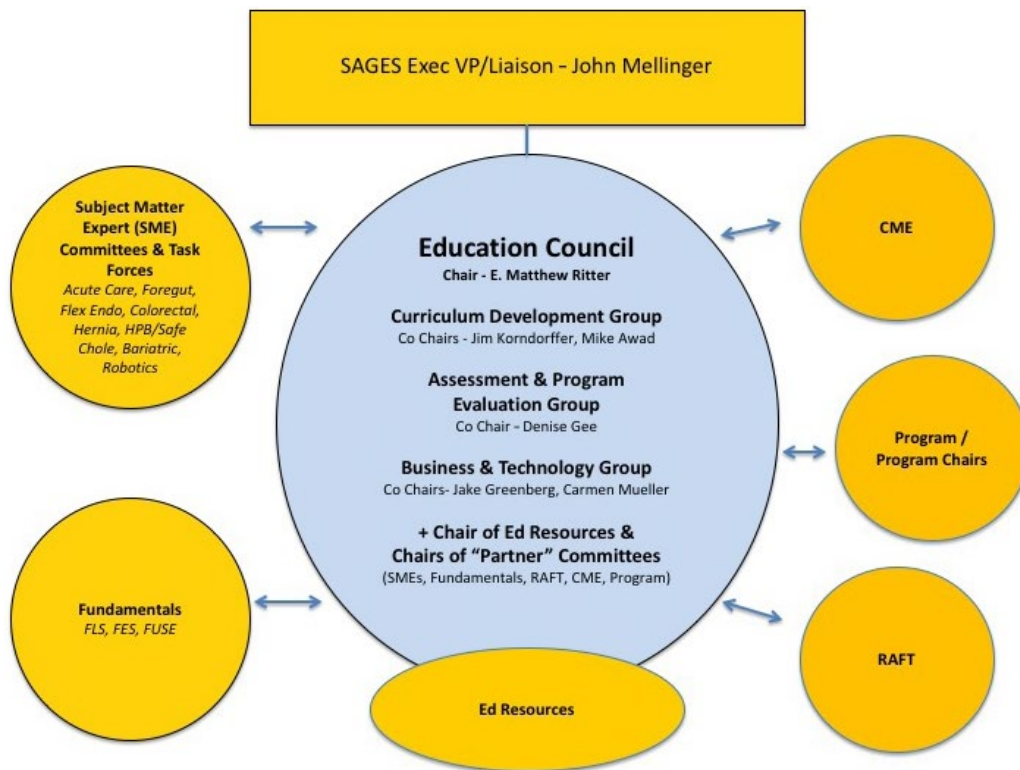 SAGES Exec VP/Liaison - John Mellinger
Subject Matter
Expert (SME)
Committees & Task
Forces
Acute Care, Foregut,
Flex Endo, Colorectal,
Hernia, HPB/Safe
Chole, Bariatric,
Robotics
Education Council
Chair - E. Matthew Ritter
Curriculum Development Group
Co Chairs - Jim Korndorffer, Mike Awad
Assessment & Program
Evaluation Group
Co Chair - Denise Gee
Business & Technology Group
Co Chairs- Jake Greenberg, Carmen Mueller
+ Chair of Ed Resources &
Chairs of “Partner” Committees
(SMEs, Fundamentals, RAFT, CME, Program)
CME
Program /
Program Chairs
Fundamentals
FLS, FES, FUSE
RAFT
Ed Resources